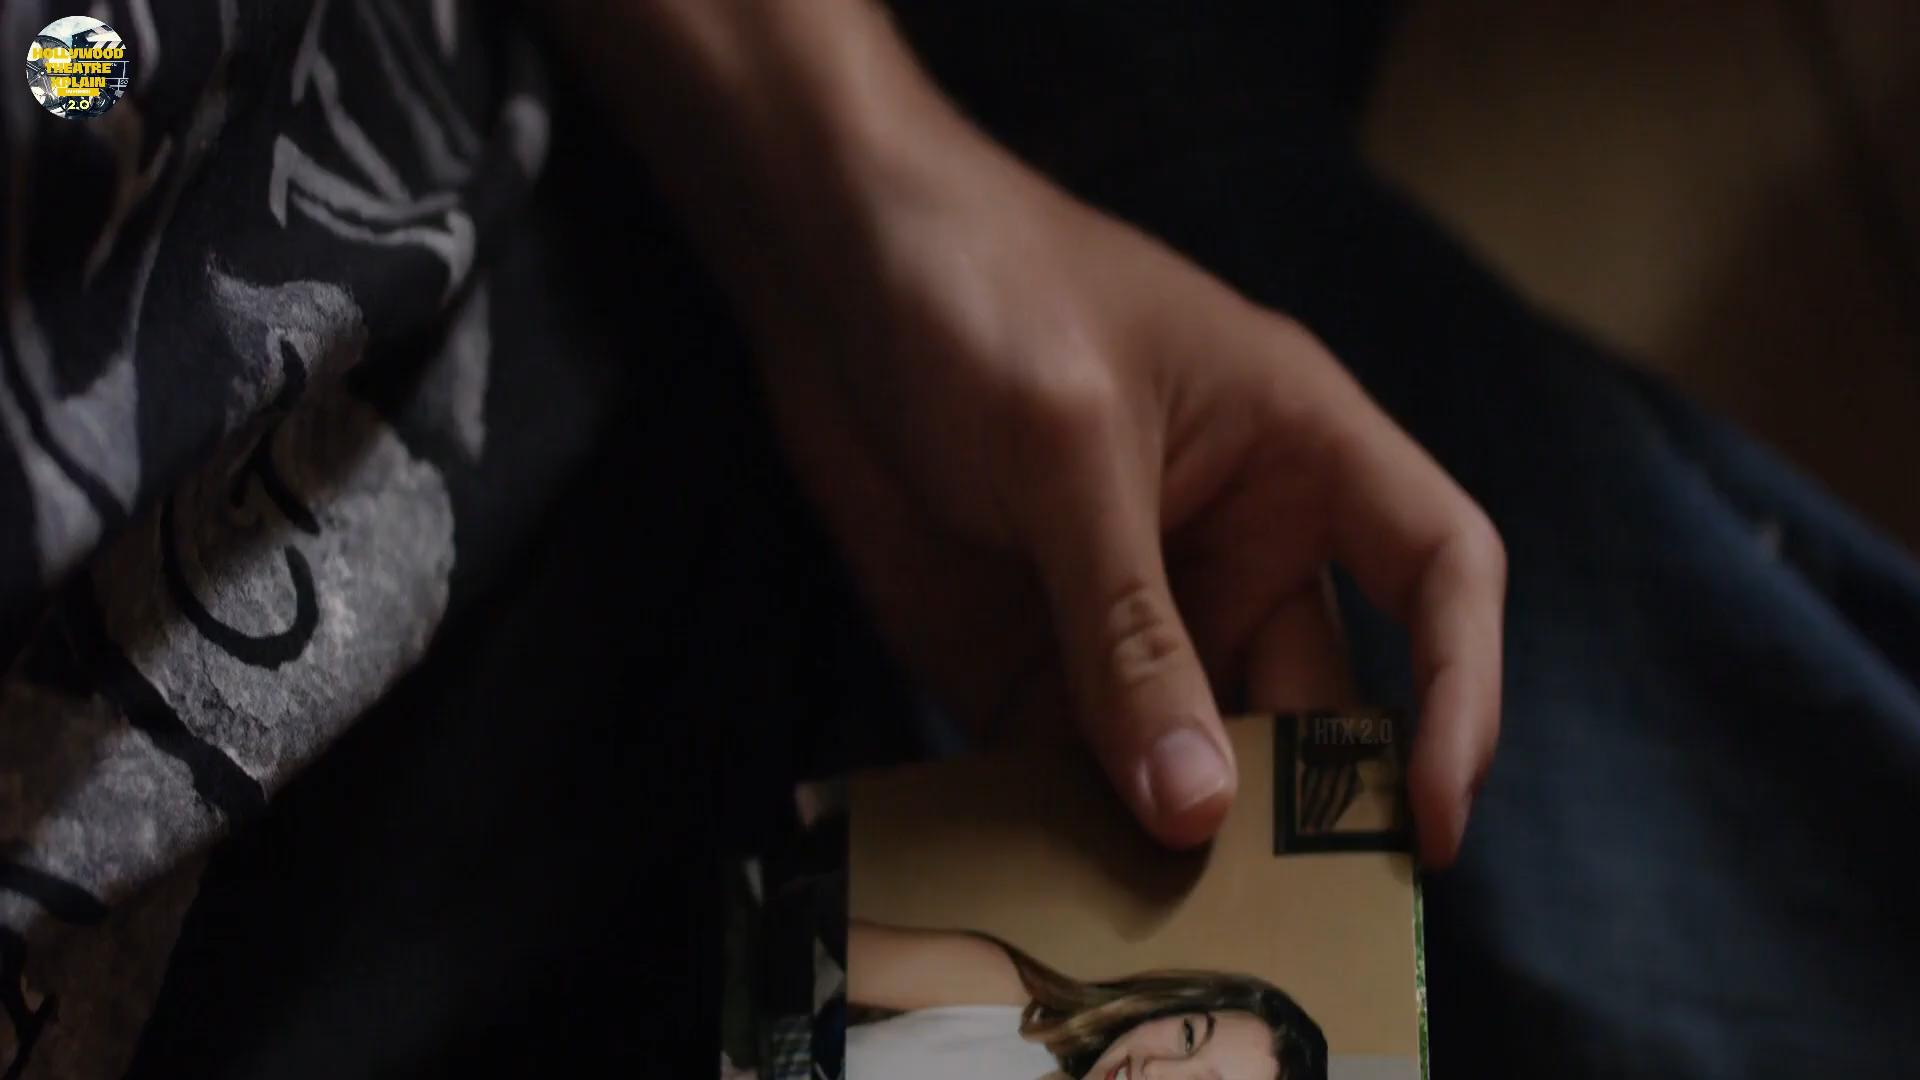 HOLLYWOOD
THEATRE
XPLAIN
2.0
HTX 2.0